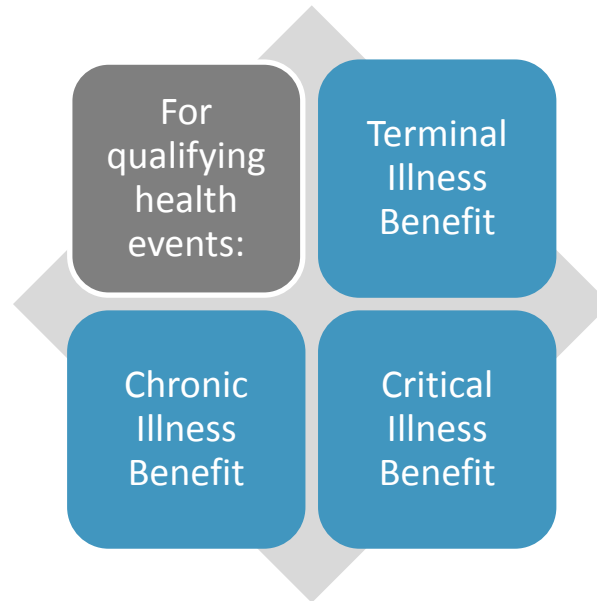 For
qualifying
health
events:
Terminal
Illness
Benefit
Chronic
Illness
Benefit
Critical
Illness
Benefit